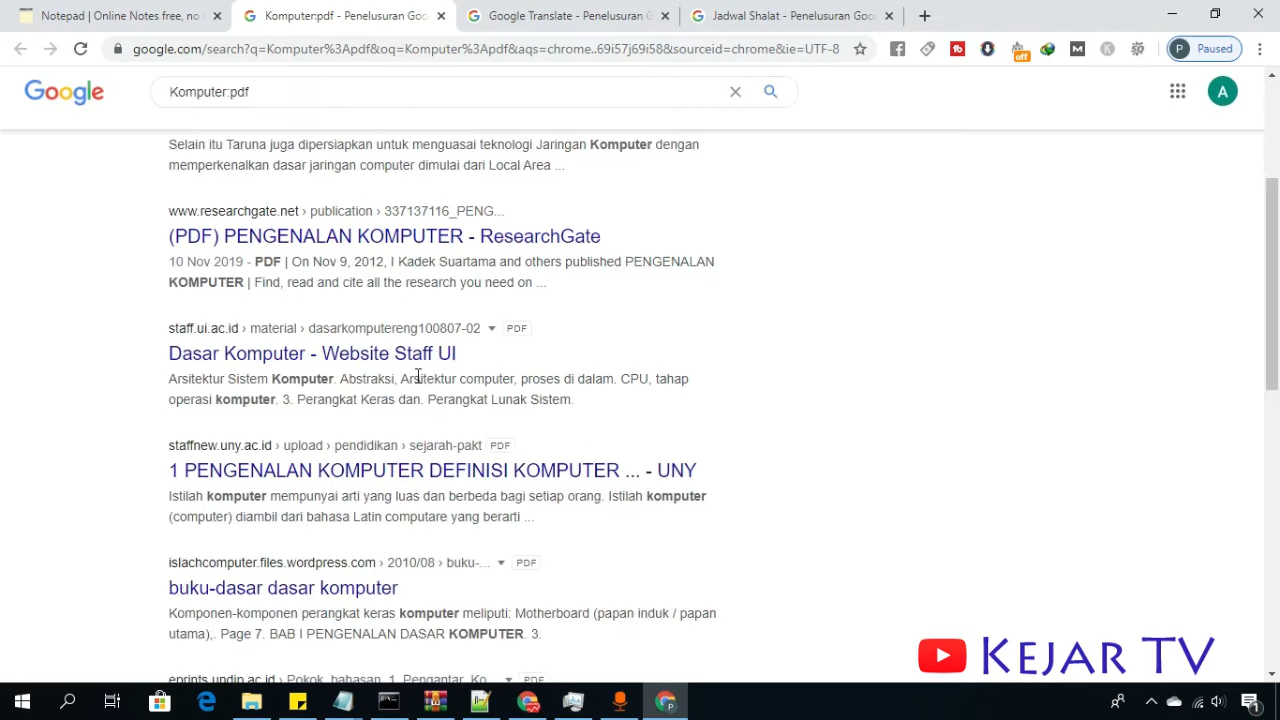 Notepad | Online Notes free, no l
Komputer:pdf - Penelusuran Goo
Google Translate - Penelusuran G
Jadwal Shalat - Penelusuran Goo
google.com/search?q=Komputer%3Apdf&oq=Komputer%3Apdf&aqs=chrome..69i57j69i58&sourceid=chrome&ie=UTF-8
fb
off
M
K
P Paused
Google
Komputer:pdf
A
Selain itu Taruna juga dipersiapkan untuk menguasai teknologi Jaringan Komputer dengan
memperkenalkan dasar jaringan computer dimulai dari Local Area ...
www.researchgate.net › publication › 337137116_PENG...
(PDF) PENGENALAN KOMPUTER - ResearchGate
10 Nov 2019 - PDF | On Nov 9, 2012, I Kadek Suartama and others published PENGENALAN
KOMPUTER | Find, read and cite all the research you need on ...
staff.ui.ac.id › material › dasarkomputereng100807-02 PDF
Dasar Komputer - Website Staff UI
Arsitektur Sistem Komputer. Abstraksi, Arsitektur computer, proses di dalam. CPU, tahap
operasi komputer. 3. Perangkat Keras dan. Perangkat Lunak Sistem.
staffnew.uny.ac.id › upload › pendidikan › sejarah-pakt PDF
1 PENGENALAN KOMPUTER DEFINISI KOMPUTER ... - UNY
Istilah komputer mempunyai arti yang luas dan berbeda bagi setiap orang. Istilah komputer
(computer) diambil dari bahasa Latin computare yang berarti ...
islachcomputer.files.wordpress.com › 2010/08 › buku-... PDF
buku-dasar dasar komputer
Komponen-komponen perangkat keras komputer meliputi: Motherboard (papan induk / papan
utama),. Page 7. BAB I PENGENALAN DASAR KOMPUTER. 3.
eprints.undip.ac.id › Pokok_bahasan_1_Pengantar_Ko... PDF
KEJAR TV